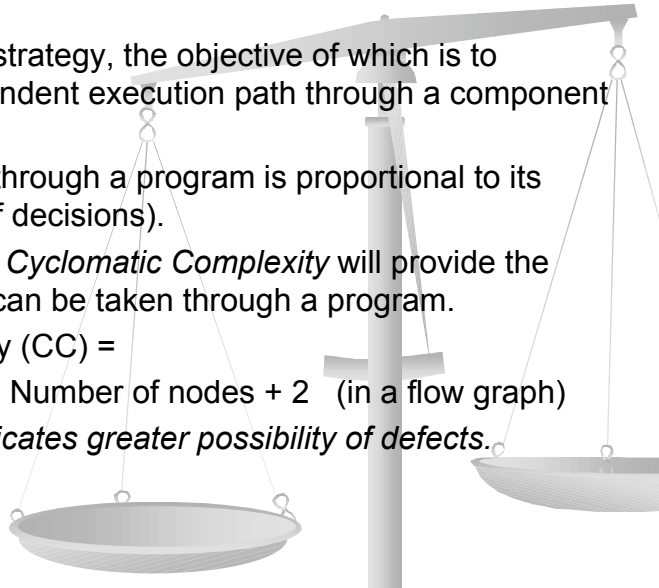 strategy, the objective of which is to
ndent execution path through a component
through a program is proportional to its
f decisions).
Cyclomatic Complexity will provide the
can be taken through a program.
y (CC) =
Number of nodes + 2 (in a flow graph)
icates greater possibility of defects.